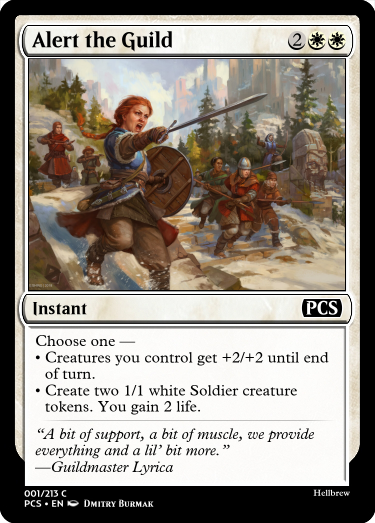 Alert the Guild 2
Instant PCS
Choose one —
• Creatures you control get +2/+2 until end
of turn.
• Create two 1/1 white Soldier creature
tokens. You gain 2 life.
“A bit of support, a bit of muscle, we provide
everything and a lil' bit more.”
—Guildmaster Lyrica
001/213 C Hellbrew
PCS • EN Dmitry Burmak